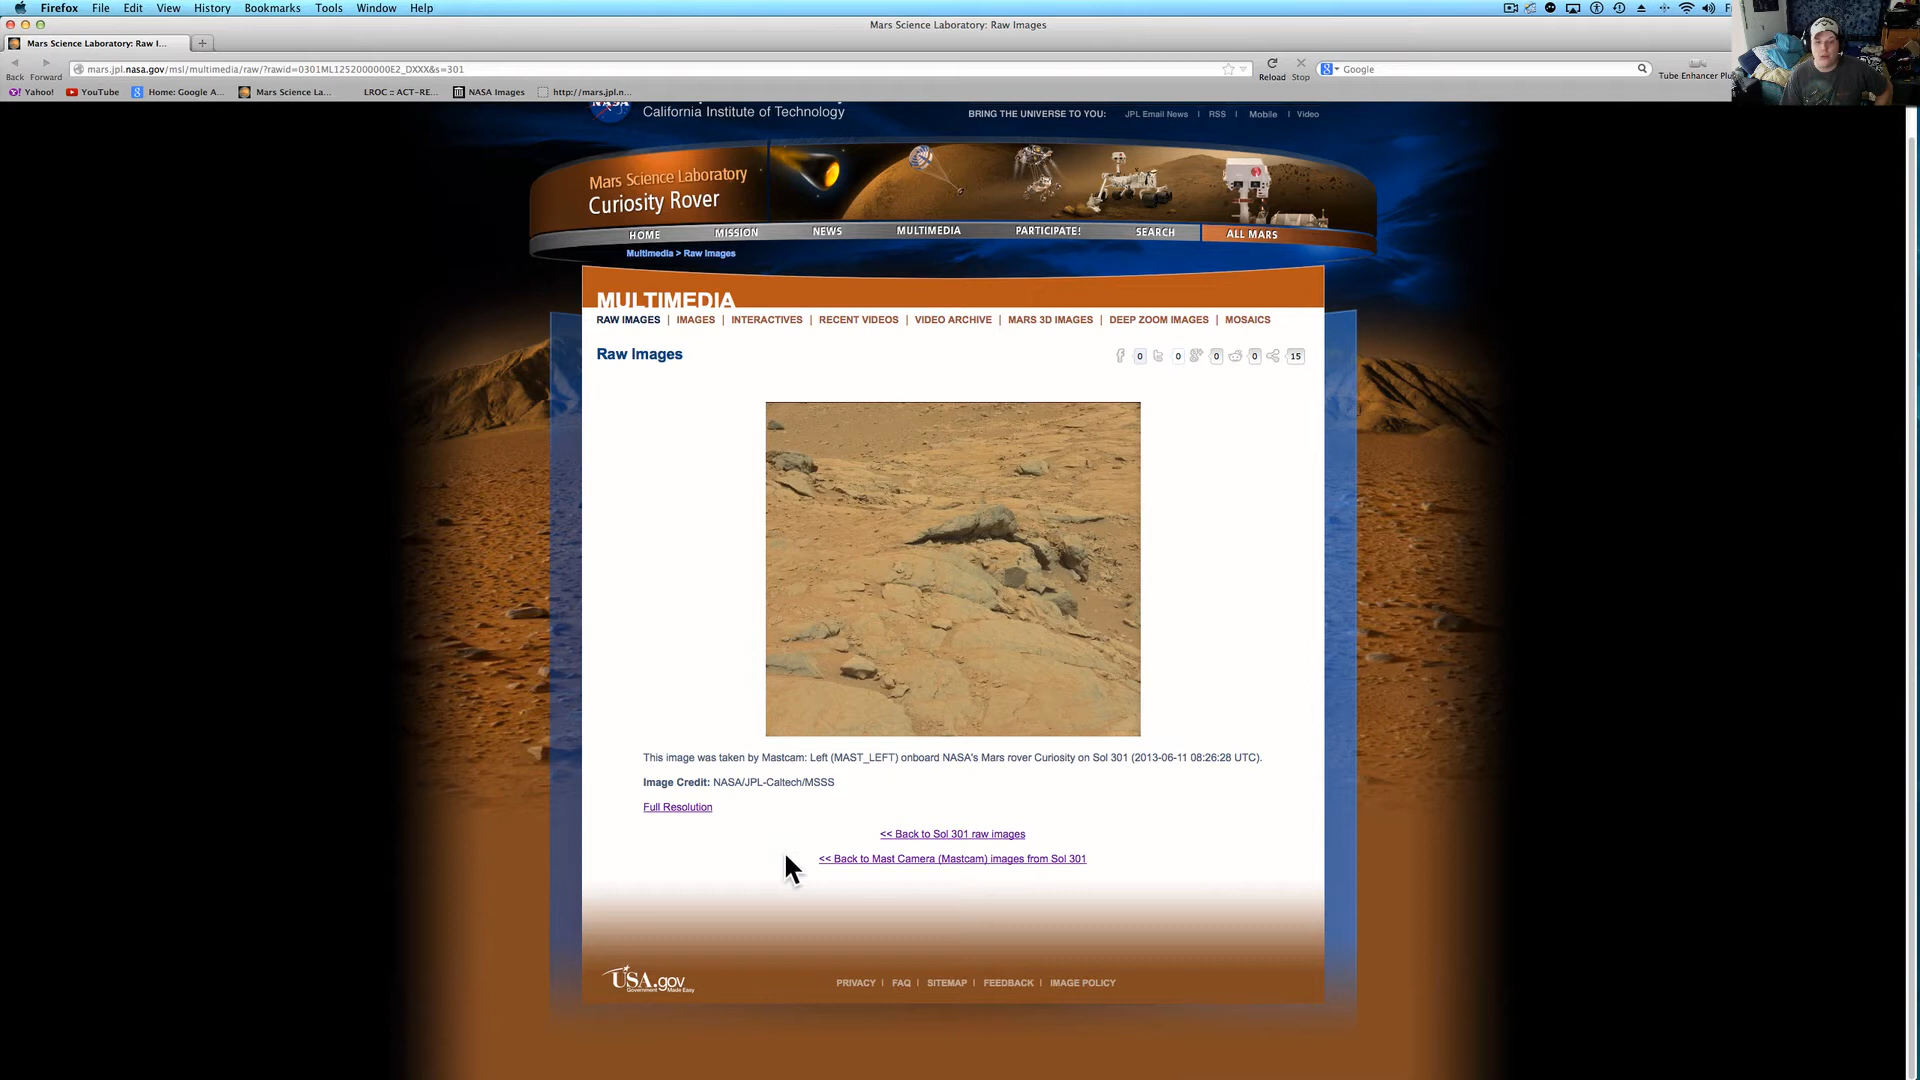 Firefox File Edit View History Bookmarks Tools Window Help
Mars Science Laboratory: Raw Images
Mars Science Laboratory: Raw I...
Back Forward
mars.jpl.nasa.gov/msl/multimedia/raw/?rawid=0301ML1252000000E2_DXXX&s=301
Reload Stop
Google
Yahoo! YouTube Home: Google A... Mars Science La... LROC :: ACT-RE... NASA Images http://mars.jpl.n...
NASA
California Institute of Technology
BRING THE UNIVERSE TO YOU: JPL Email News | RSS | Mobile | Video
Mars Science Laboratory
Curiosity Rover
HOME MISSION NEWS MULTIMEDIA PARTICIPATE! SEARCH ALL MARS
Multimedia > Raw Images
MULTIMEDIA
RAW IMAGES | IMAGES | INTERACTIVES | RECENT VIDEOS | VIDEO ARCHIVE | MARS 3D IMAGES | DEEP ZOOM IMAGES | MOSAICS
Raw Images
0 0 0 0 15
This image was taken by Mastcam: Left (MAST_LEFT) onboard NASA's Mars rover Curiosity on Sol 301 (2013-06-11 08:26:28 UTC).
Image Credit: NASA/JPL-Caltech/MSSS
Full Resolution
<< Back to Sol 301 raw images
<< Back to Mast Camera (Mastcam) images from Sol 301
USA.gov
Government Made Easy
PRIVACY | FAQ | SITEMAP | FEEDBACK | IMAGE POLICY